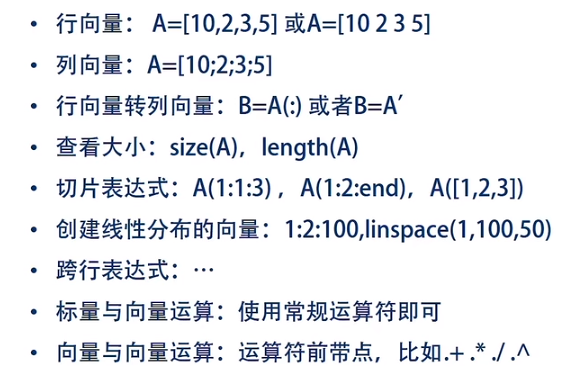 • 行向量： A=[10,2,3,5] 或A=[10 2 3 5]
• 列向量：A=[10;2;3;5]
• 行向量转列向量：B=A(:) 或者B=A′
• 查看大小：size(A)，length(A)
• 切片表达式：A(1:1:3) ，A(1:2:end)，A([1,2,3])
• 创建线性分布的向量：1:2:100,linspace(1,100,50)
• 跨行表达式：…
• 标量与向量运算：使用常规运算符即可
• 向量与向量运算：运算符前带点，比如.+ .* ./ .^